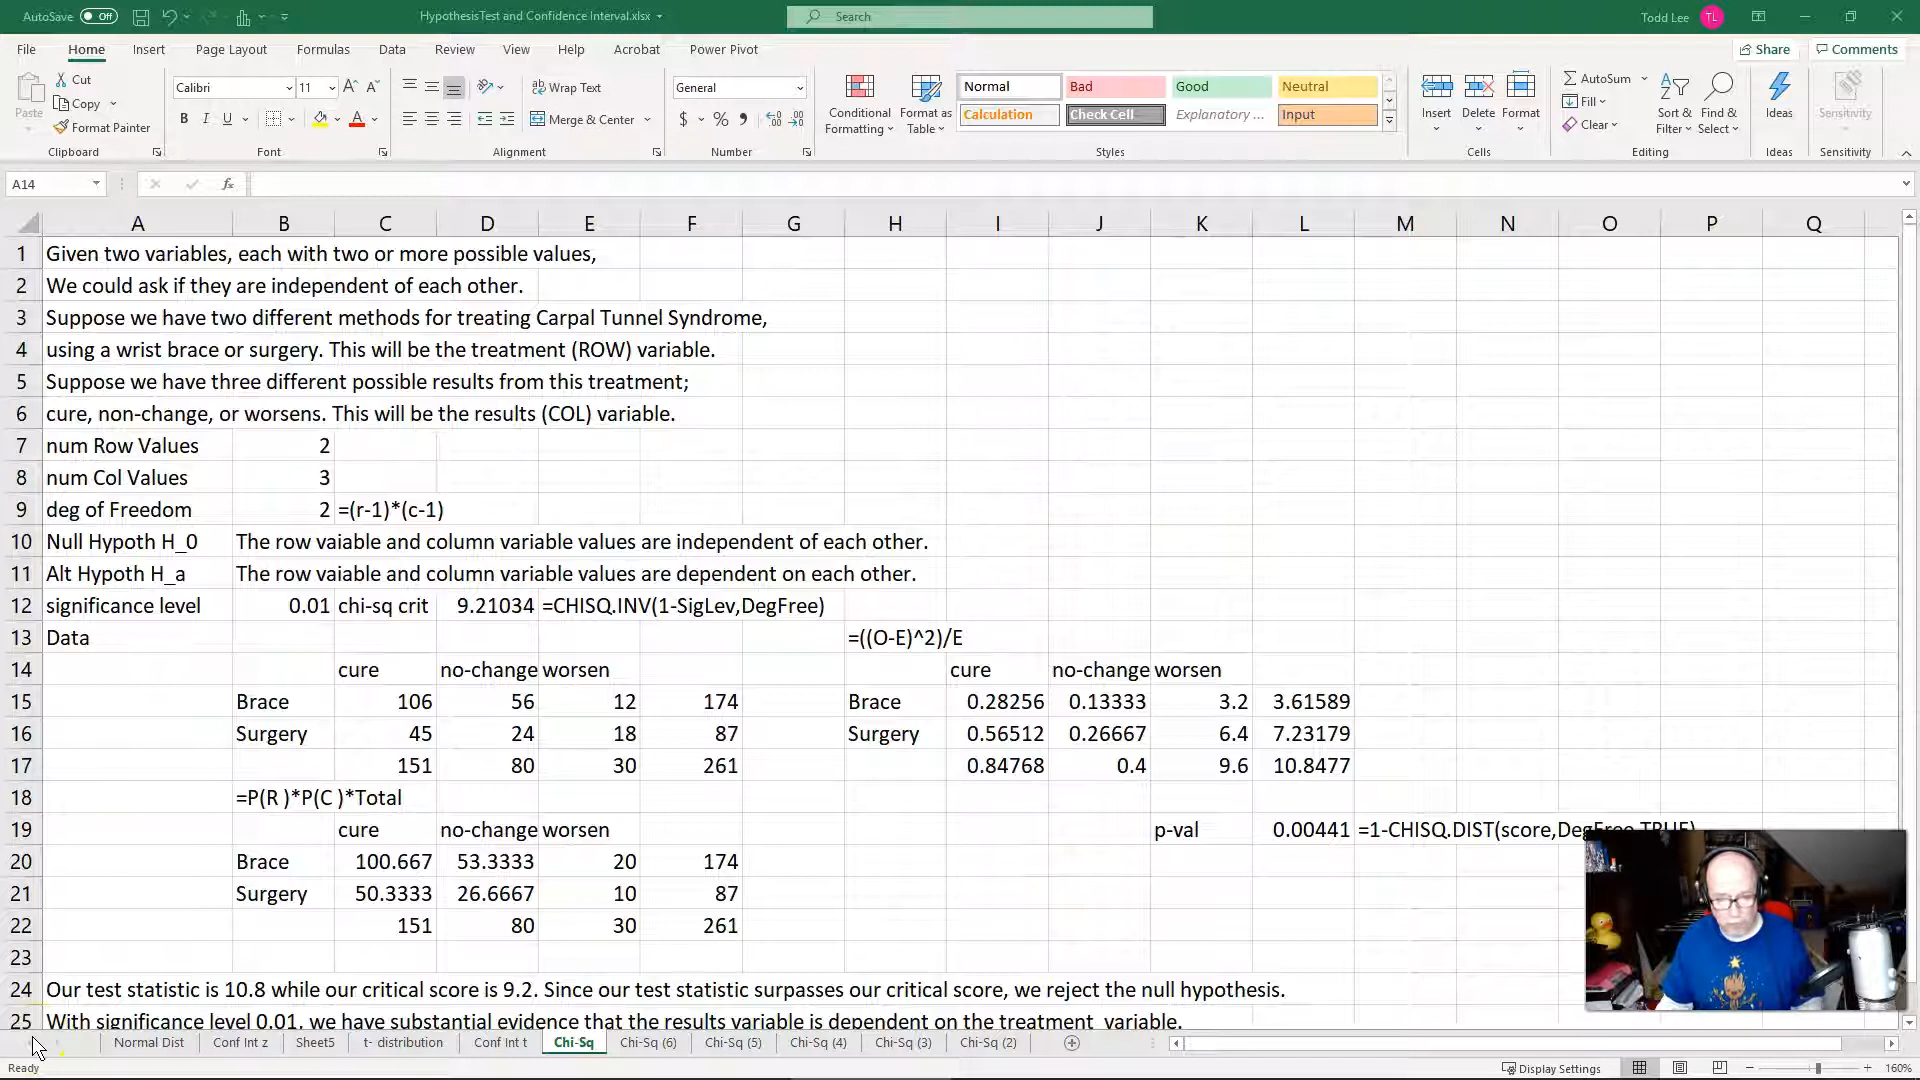 AutoSave Off HypothesisTest and Confidence Interval.xlsx Search Todd Lee TL
File Home Insert Page Layout Formulas Data Review View Help Acrobat Power Pivot Share Comments
Paste Cut Copy Format Painter Calibri 11 Wrap Text Merge & Center General Conditional Formatting Format as Table Normal Bad Good Neutral Calculation Check Cell Explanatory ... Input Insert Delete Format AutoSum Fill Clear Sort & Filter Find & Select Ideas Sensitivity
Clipboard Font Alignment Number Styles Cells Editing Ideas Sensitivity
A14 fx
A B C D E F G H I J K L M N O P Q
1 Given two variables, each with two or more possible values,
2 We could ask if they are independent of each other.
3 Suppose we have two different methods for treating Carpal Tunnel Syndrome,
4 using a wrist brace or surgery. This will be the treatment (ROW) variable.
5 Suppose we have three different possible results from this treatment;
6 cure, non-change, or worsens. This will be the results (COL) variable.
7 num Row Values 2
8 num Col Values 3
9 deg of Freedom 2 =(r-1)*(c-1)
10 Null Hypoth H_0 The row vaiable and column variable values are independent of each other.
11 Alt Hypoth H_a The row vaiable and column variable values are dependent on each other.
12 significance level 0.01 chi-sq crit 9.21034 =CHISQ.INV(1-SigLev,DegFree)
13 Data =((O-E)^2)/E
14 cure no-change worsen cure no-change worsen
15 Brace 106 56 12 174 Brace 0.28256 0.13333 3.2 3.61589
16 Surgery 45 24 18 87 Surgery 0.56512 0.26667 6.4 7.23179
17 151 80 30 261 0.84768 0.4 9.6 10.8477
18 =P(R )*P(C )*Total
19 cure no-change worsen p-val 0.00441 =1-CHISQ.DIST(score,DegFree,TRUE)
20 Brace 100.667 53.3333 20 174
21 Surgery 50.3333 26.6667 10 87
22 151 80 30 261
23
24 Our test statistic is 10.8 while our critical score is 9.2. Since our test statistic surpasses our critical score, we reject the null hypothesis.
25 With significance level 0.01, we have substantial evidence that the results variable is dependent on the treatment variable.
Normal Dist Conf Int z Sheet5 t- distribution Conf Int t Chi-Sq Chi-Sq (6) Chi-Sq (5) Chi-Sq (4) Chi-Sq (3) Chi-Sq (2)
Ready Display Settings 160%